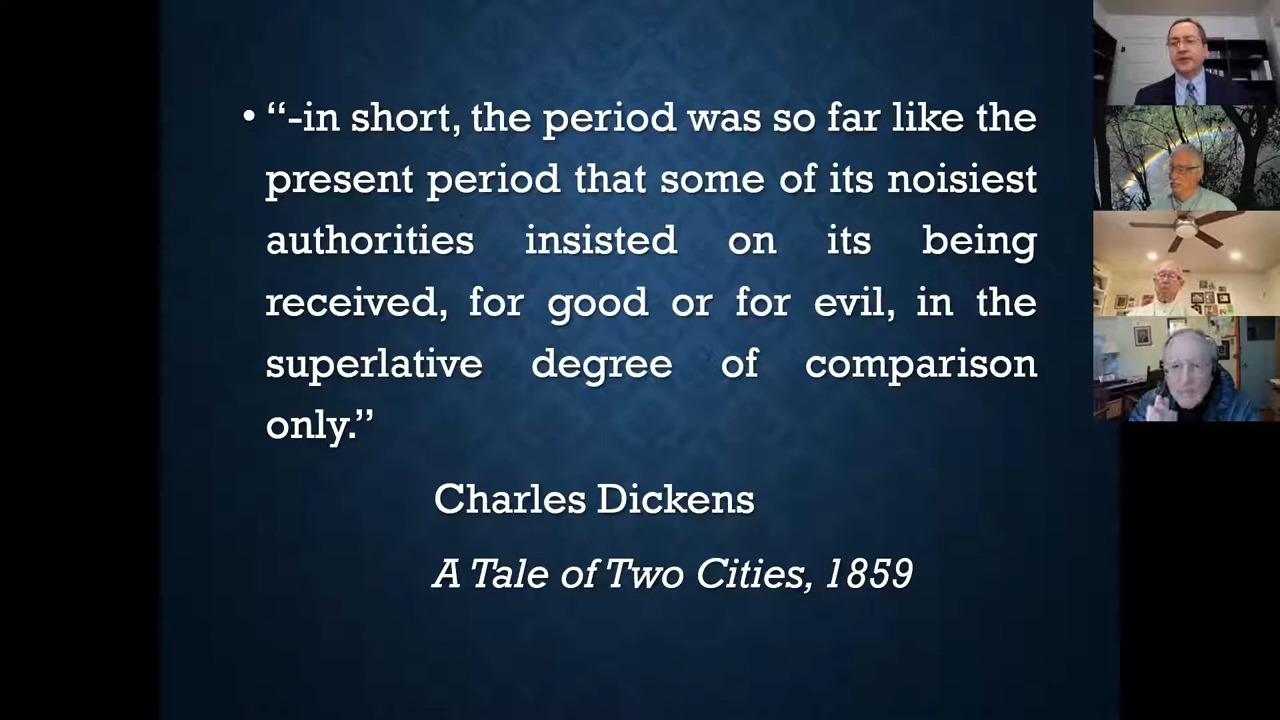 • “-in short, the period was so far like the
present period that some of its noisiest
authorities insisted on its being
received, for good or for evil, in the
superlative degree of comparison
only.”
Charles Dickens
A Tale of Two Cities, 1859